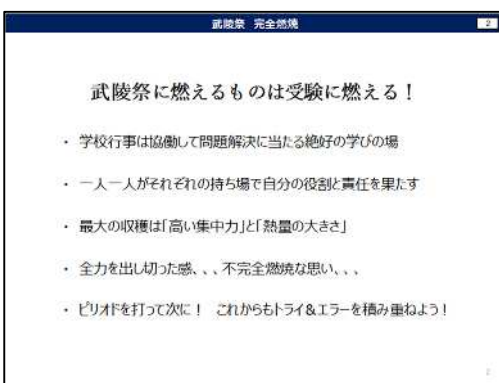 武陵祭 完全燃焼
2
武陵祭に燃えるものは受験に燃える！
・ 学校行事は協働して問題解決に当たる絶好の学びの場
・ 一人一人がそれぞれの持ち場で自分の役割と責任を果たす
・ 最大の収穫は「高い集中力」と「熱量の大きさ」
・ 全力を出し切った感、、、不完全燃焼な思い、、、
・ ピリオドを打って次に！ これからもトライ&エラーを積み重ねよう！
2